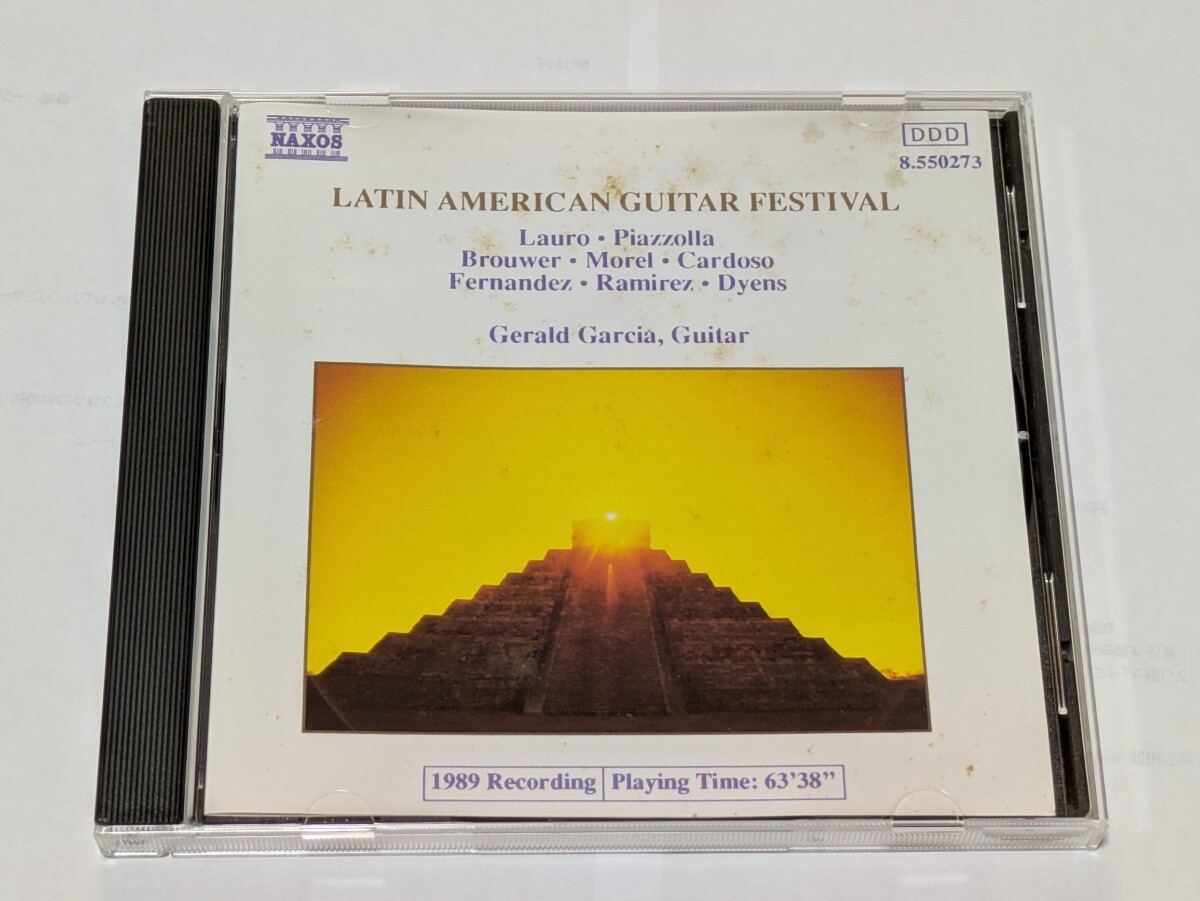 NAXOS
DDD
8.550273
LATIN AMERICAN GUITAR FESTIVAL
Lauro • Piazzolla
Brouwer • Morel • Cardoso
Fernandez • Ramirez • Dyens
Gerald Garcia, Guitar
1989 Recording
Playing Time: 63'38”